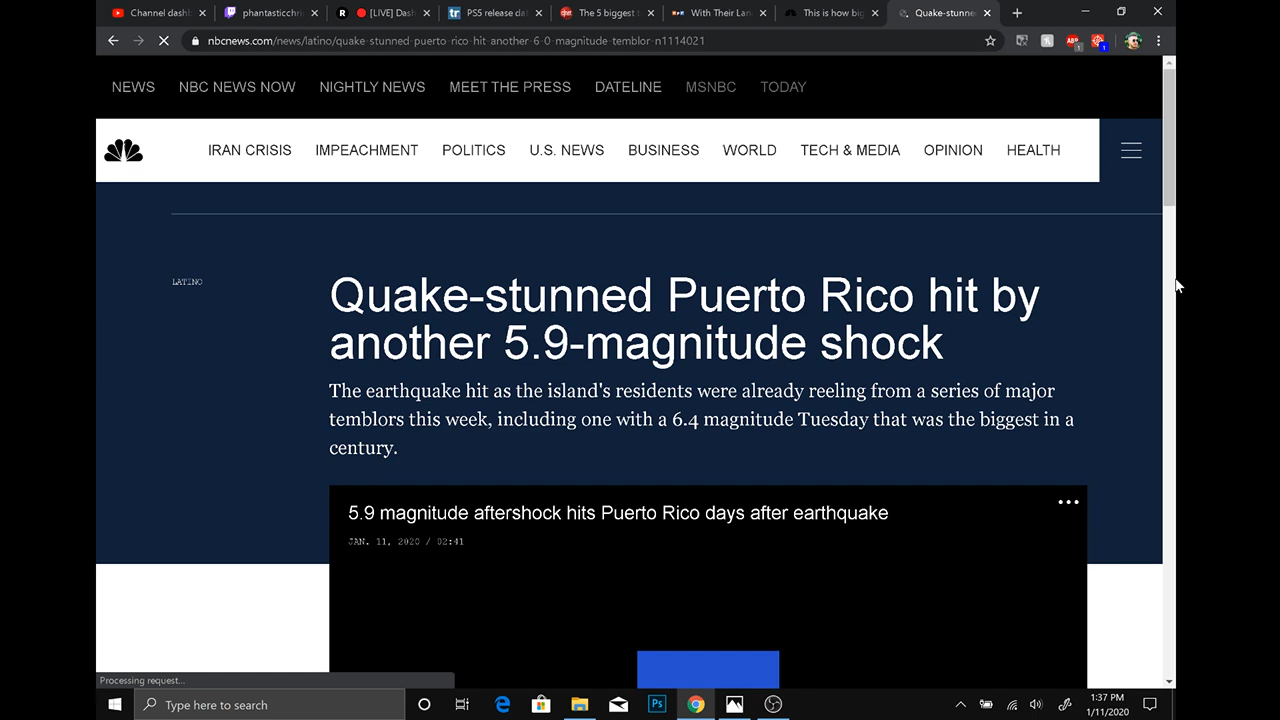 Channel dashb
phantasticchri
[LIVE] Dash
PS5 release dat
The 5 biggest s
With Their Lan
This is how big
Quake-stunne
nbcnews.com/news/latino/quake-stunned-puerto-rico-hit-another-6-0-magnitude-temblor-n1114021
NEWS NBC NEWS NOW NIGHTLY NEWS MEET THE PRESS DATELINE MSNBC TODAY
IRAN CRISIS IMPEACHMENT POLITICS U.S. NEWS BUSINESS WORLD TECH & MEDIA OPINION HEALTH
LATINO
Quake-stunned Puerto Rico hit by
another 5.9-magnitude shock
The earthquake hit as the island's residents were already reeling from a series of major
temblors this week, including one with a 6.4 magnitude Tuesday that was the biggest in a
century.
5.9 magnitude aftershock hits Puerto Rico days after earthquake
JAN. 11, 2020 / 02:41
Processing request...
Type here to search
1:37 PM
1/11/2020